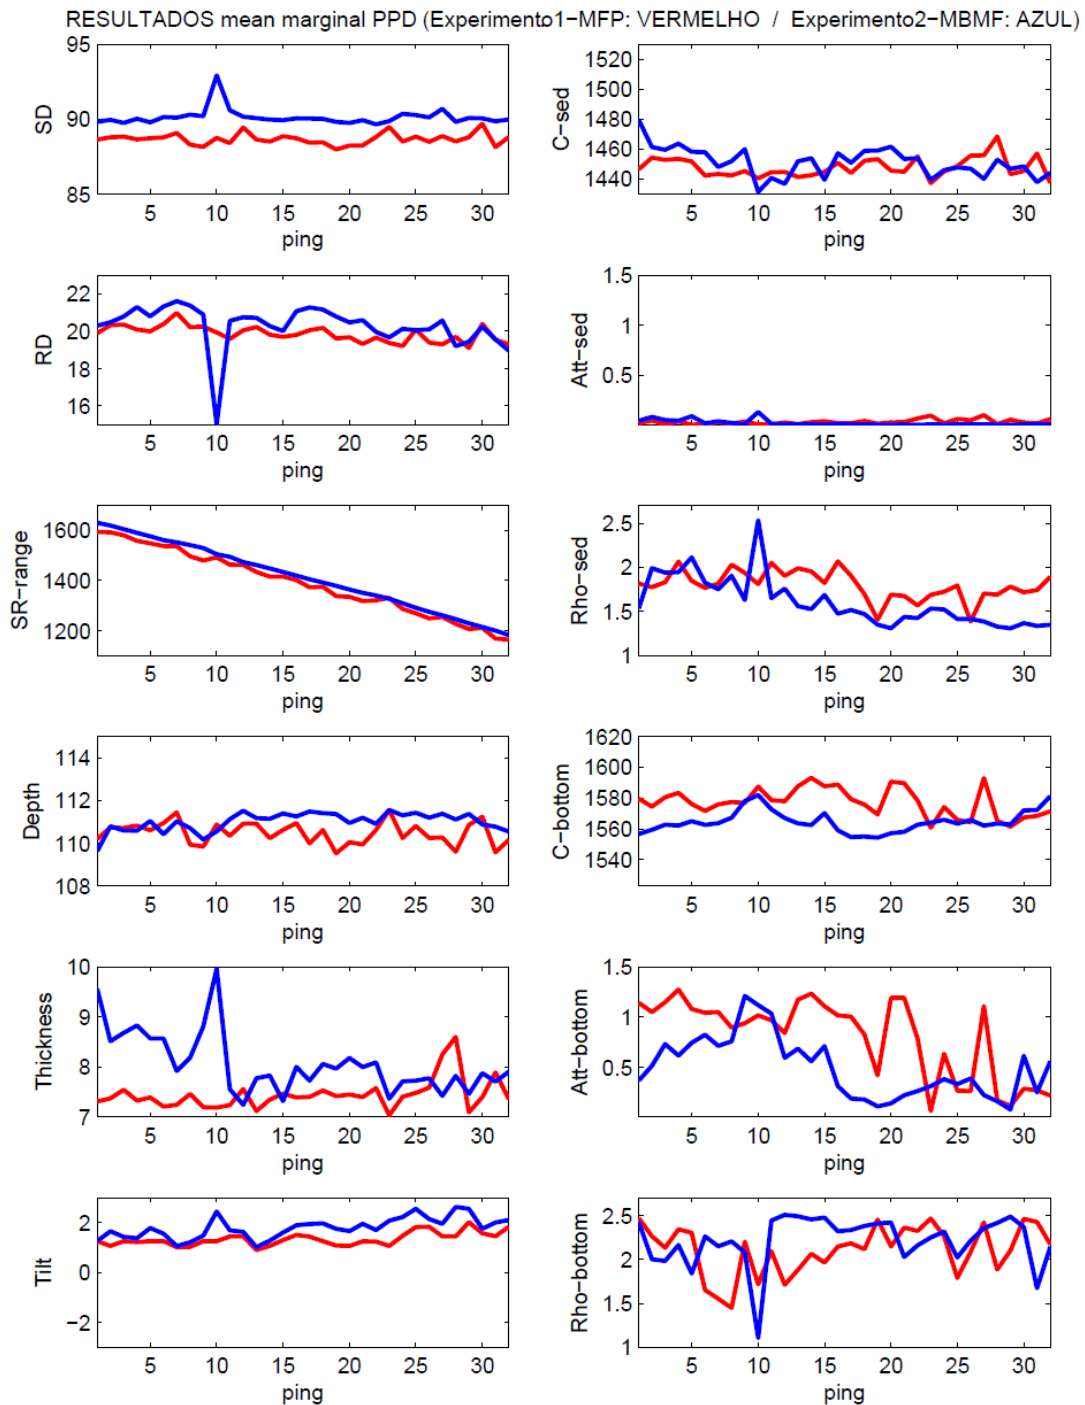 RESULTADOS mean marginal PPD (Experimento1-MFP: VERMELHO / Experimento2-MBMF: AZUL)
95
90
85
SD
5 10 15 20 25 30
ping
1520
1500
1480
1460
1440
C-sed
5 10 15 20 25 30
ping
22
20
18
16
RD
5 10 15 20 25 30
ping
1.5
1
0.5
Att-sed
5 10 15 20 25 30
ping
1600
1400
1200
SR-range
5 10 15 20 25 30
ping
2.5
2
1.5
1
Rho-sed
5 10 15 20 25 30
ping
114
112
110
108
Depth
5 10 15 20 25 30
ping
1620
1600
1580
1560
1540
C-bottom
5 10 15 20 25 30
ping
10
9
8
7
Thickness
5 10 15 20 25 30
ping
1.5
1
0.5
Att-bottom
5 10 15 20 25 30
ping
2
0
−2
Tilt
5 10 15 20 25 30
ping
2.5
2
1.5
1
Rho-bottom
5 10 15 20 25 30
ping